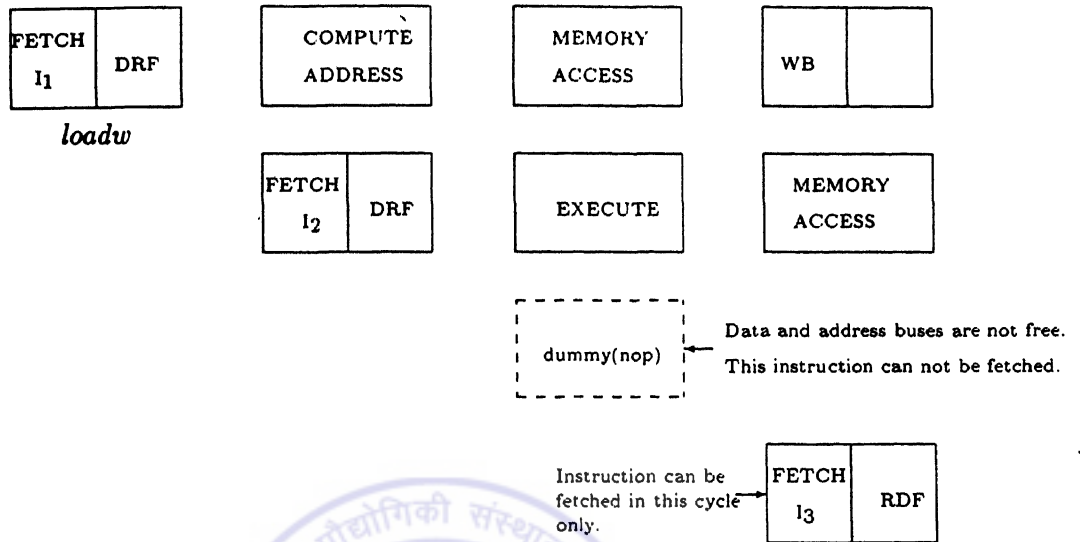 FETCH
I1
DRF
COMPUTE
ADDRESS
MEMORY
ACCESS
WB
loadw
FETCH
I2
DRF
EXECUTE
MEMORY
ACCESS
dummy(nop)
Data and address buses are not free.
This instruction can not be fetched.
Instruction can be
fetched in this cycle
only.
FETCH
I3
RDF